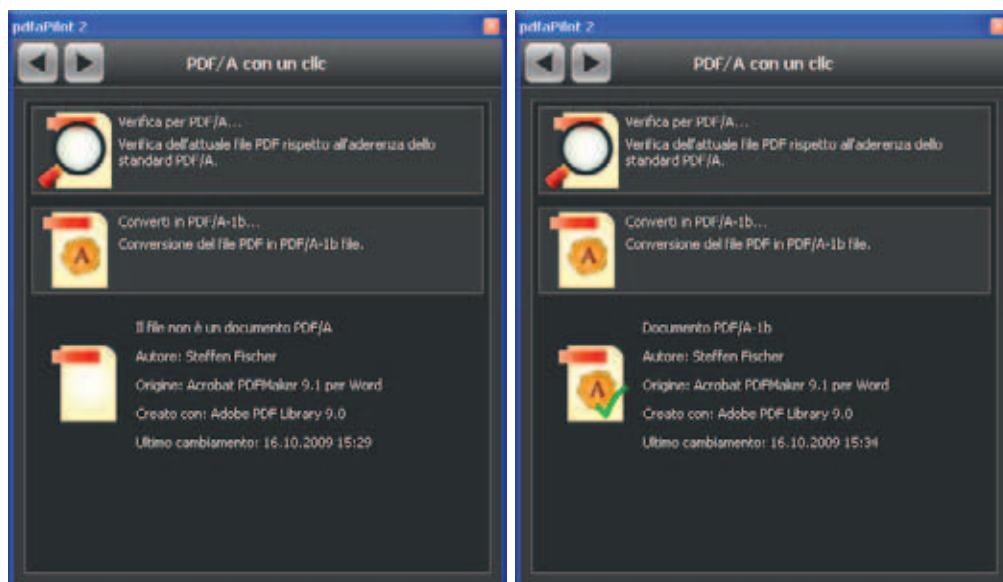 pdfaPilot 2
PDF/A con un clic
Verifica per PDF/A...
Verifica dell'attuale file PDF rispetto all'aderenza dello
standard PDF/A.
Converti in PDF/A-1b...
Conversione del file PDF in PDF/A-1b file.
A
Il file non è un documento PDF/A
Autore: Steffen Fischer
Origine: Acrobat PDFMaker 9.1 per Word
Creato con: Adobe PDF Library 9.0
Ultimo cambiamento: 16.10.2009 15:29
pdfaPilot 2
PDF/A con un clic
Verifica per PDF/A...
Verifica dell'attuale file PDF rispetto all'aderenza dello
standard PDF/A.
Converti in PDF/A-1b...
Conversione del file PDF in PDF/A-1b file.
A
Documento PDF/A-1b
Autore: Steffen Fischer
Origine: Acrobat PDFMaker 9.1 per Word
A
Creato con: Adobe PDF Library 9.0
Ultimo cambiamento: 16.10.2009 15:34